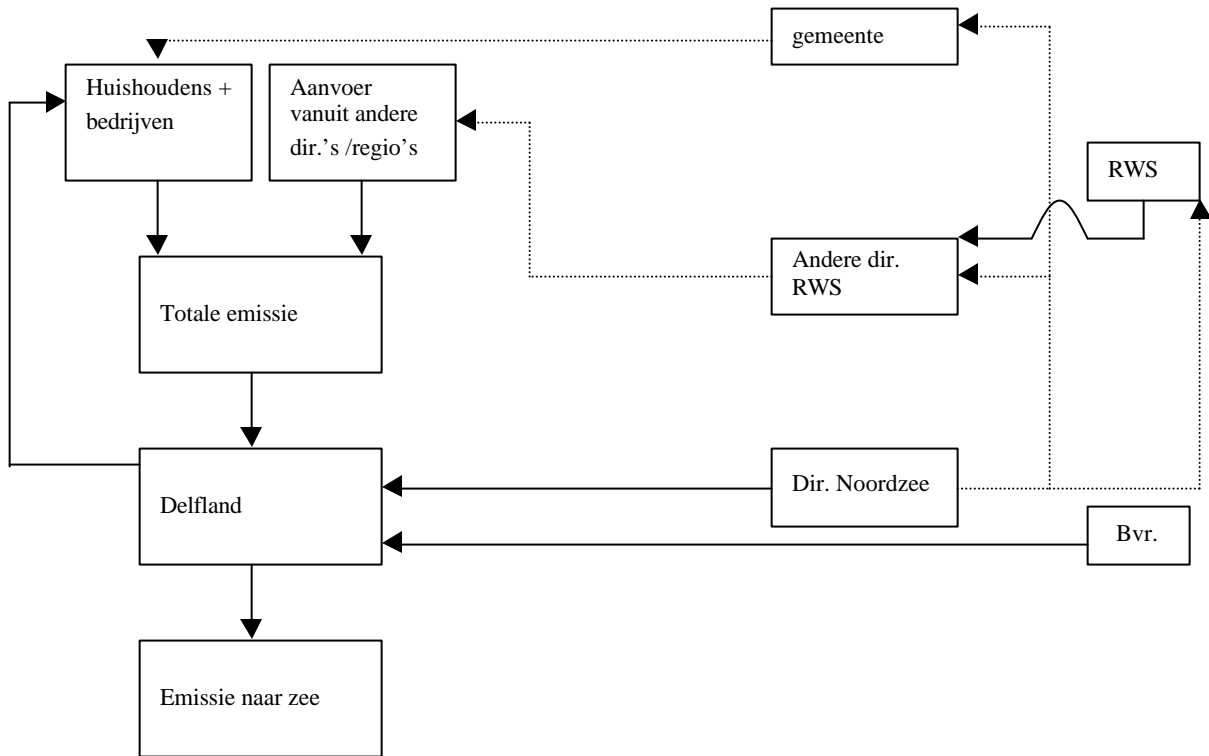 gemeente
Huishoudens +
bedrijven
Aanvoer
vanuit andere
dir.'s /regio's
RWS
Andere dir.
RWS
Totale emissie
Delfland
Dir. Noordzee
Bvr.
Emissie naar zee